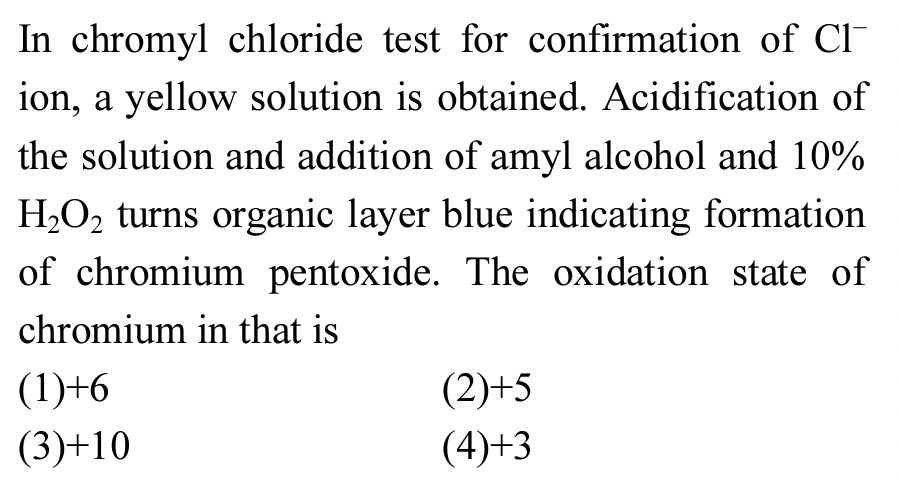 In chromyl chloride test for confirmation of Cl⁻
ion, a yellow solution is obtained. Acidification of
the solution and addition of amyl alcohol and 10%
H₂O₂ turns organic layer blue indicating formation
of chromium pentoxide. The oxidation state of
chromium in that is
(1)+6 (2)+5
(3)+10 (4)+3